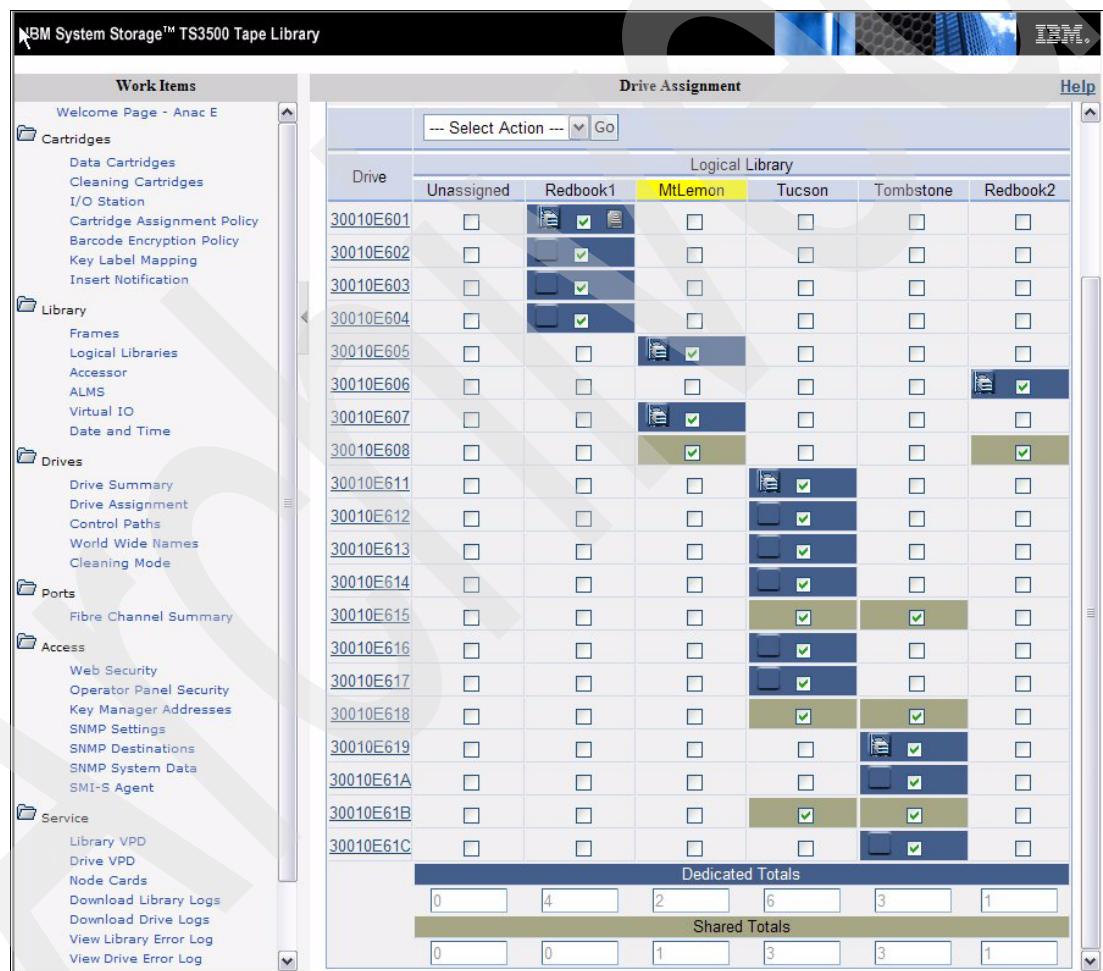 IBM System Storage™ TS3500 Tape Library
IBM.
Work Items
Drive Assignment
Help
Welcome Page - Anac E
Cartridges
Data Cartridges
Cleaning Cartridges
I/O Station
Cartridge Assignment Policy
Barcode Encryption Policy
Key Label Mapping
Insert Notification
Library
Frames
Logical Libraries
Accessor
ALMS
Virtual IO
Date and Time
Drives
Drive Summary
Drive Assignment
Control Paths
World Wide Names
Cleaning Mode
Ports
Fibre Channel Summary
Access
Web Security
Operator Panel Security
Key Manager Addresses
SNMP Settings
SNMP Destinations
SNMP System Data
SMI-S Agent
Service
Library VPD
Drive VPD
Node Cards
Download Library Logs
Download Drive Logs
View Library Error Log
View Drive Error Log
--- Select Action --- Go
Drive
Logical Library
Unassigned Redbook1 MtLemon Tucson Tombstone Redbook2
30010E601
30010E602
30010E603
30010E604
30010E605
30010E606
30010E607
30010E608
30010E611
30010E612
30010E613
30010E614
30010E615
30010E616
30010E617
30010E618
30010E619
30010E61A
30010E61B
30010E61C
Dedicated Totals
0 4 2 6 3 1
Shared Totals
0 0 1 3 3 1